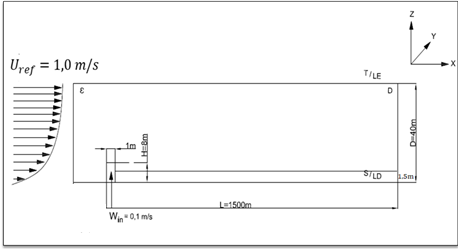 Z
Y
X
U_ref = 1,0 m/s
T/LE
ε
D
1m
H=8m
D=40m
S/LD
1.5m
L=1500m
W_in = 0,1 m/s